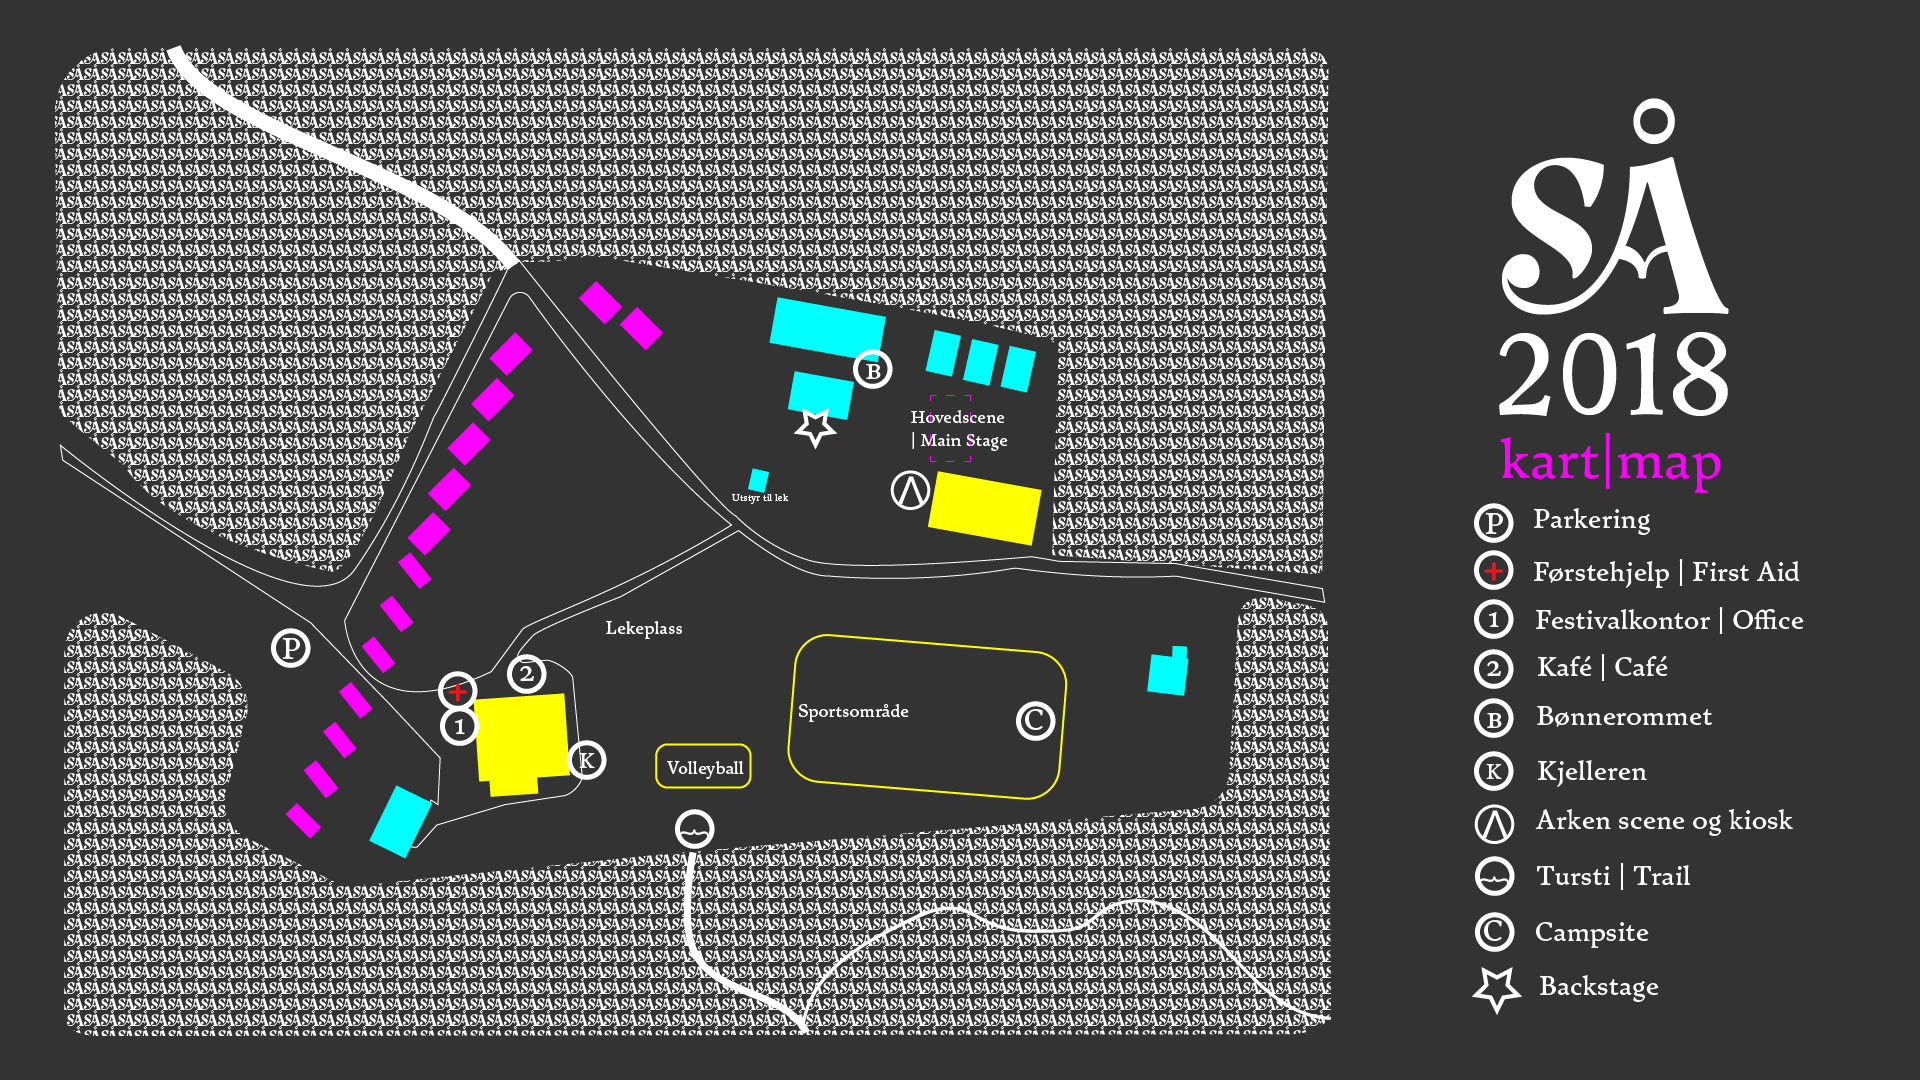 SÅ
2018
kart|map
P Parkering
Førstehjelp | First Aid
1 Festivalkontor | Office
2 Kafé | Café
B Bønnerommet
K Kjelleren
Arken scene og kiosk
Tursti | Trail
C Campsite
Backstage
B
Hovedscene
| Main Stage
Utstyr til lek
Lekeplass
P
2
1
K
Volleyball
Sportsområde
C